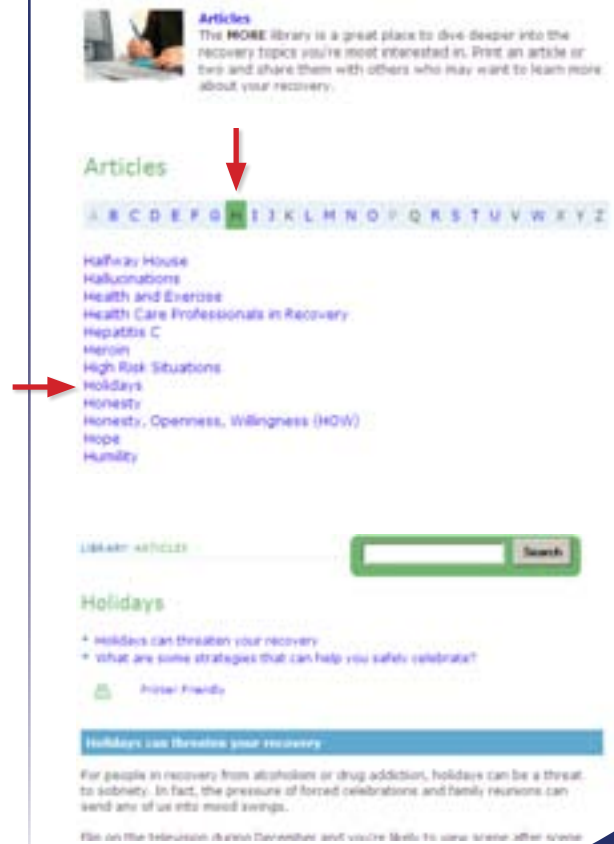 Articles
The MORE library is a great place to dive deeper into the
recovery topics you're most interested in. Print an article or
two and share them with others who may want to learn more
about your recovery.
Articles
A B C D E F G H I J K L M N O P Q R S T U V W X Y Z
Halfway House
Hallucinations
Health and Exercise
Health Care Professionals in Recovery
Hepatitis C
Heroin
High Risk Situations
Holidays
Honesty
Honesty, Openness, Willingness (HOW)
Hope
Humility
LIBRARY ARTICLES
Search
Holidays
* Holidays can threaten your recovery
* What are some strategies that can help you safely celebrate?
Printer Friendly
Holidays can threaten your recovery
For people in recovery from alcoholism or drug addiction, holidays can be a threat
to sobriety. In fact, the pressure of forced celebrations and family reunions can
send any of us into mood swings.
Flip on the television during December and you're likely to view scene after scene